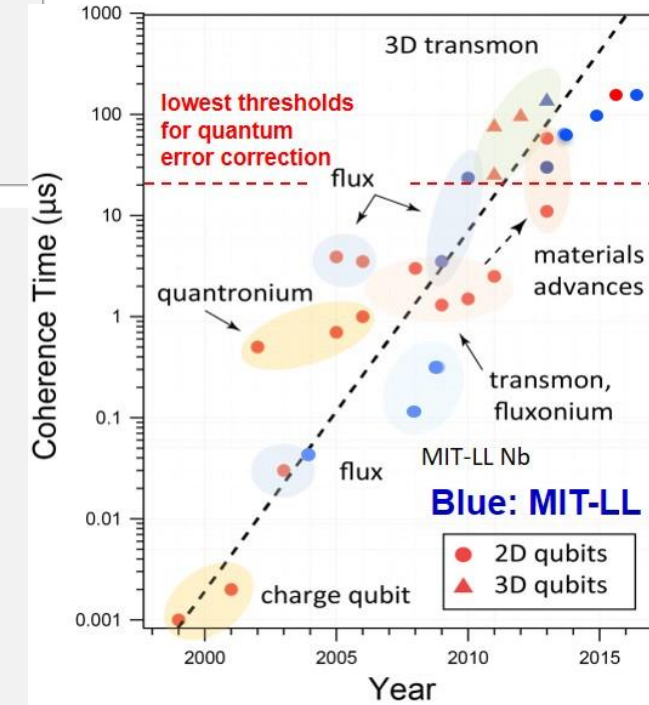 1000
100
10
1
0.1
0.01
0.001
Coherence Time (μs)
3D transmon
lowest thresholds
for quantum
error correction
flux
quantronium
materials
advances
transmon,
fluxonium
flux
MIT-LL Nb
Blue: MIT-LL
2D qubits
3D qubits
charge qubit
2000 2005 2010 2015
Year